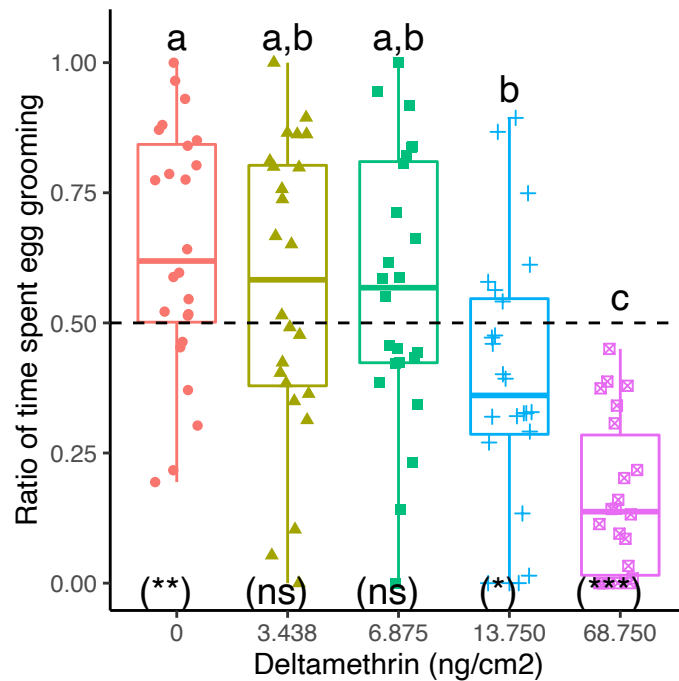 a a,b a,b b c
Ratio of time spent egg grooming
1.00
0.75
0.50
0.25
0.00
(**) (ns) (ns) (*) (***)
0 3.438 6.875 13.750 68.750
Deltamethrin (ng/cm2)